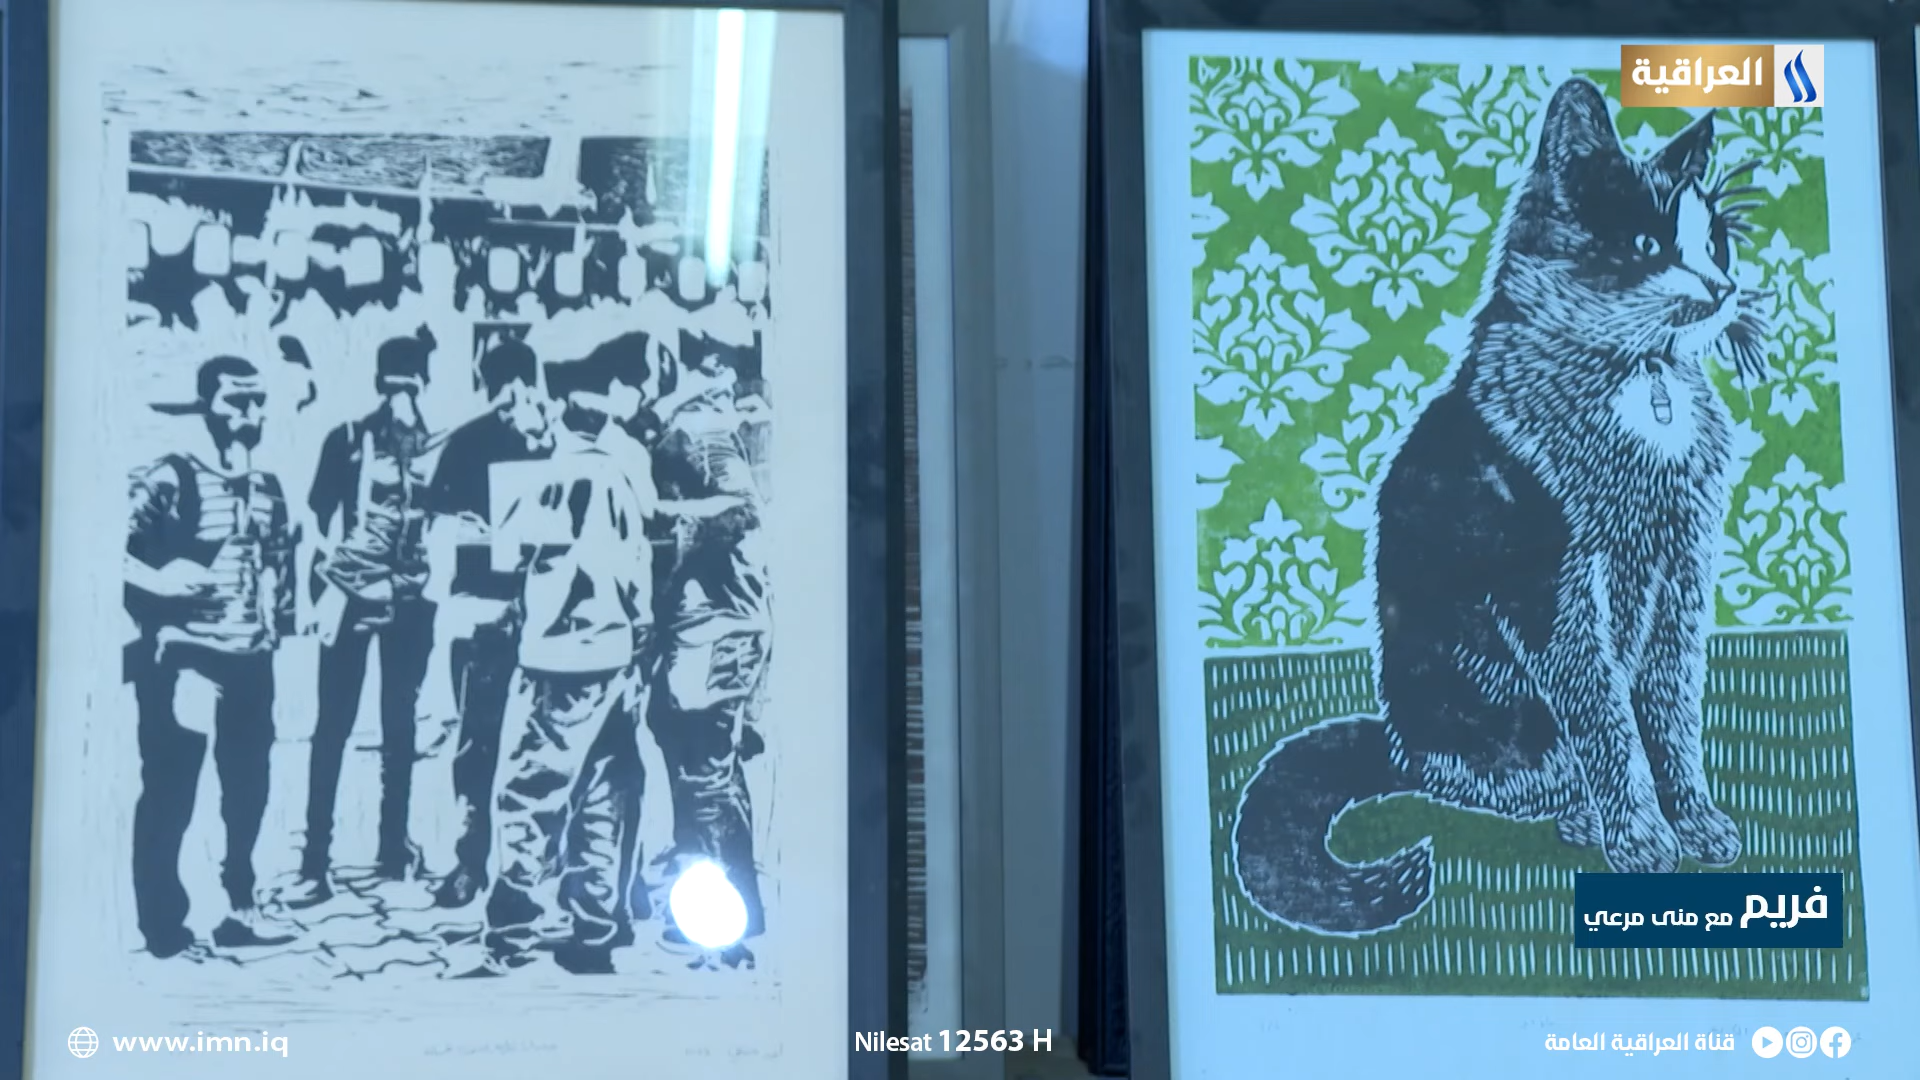 العراقية
فريم مع منى مرعي
www.imn.iq
Nilesat 12563 H
قناة العراقية العامة